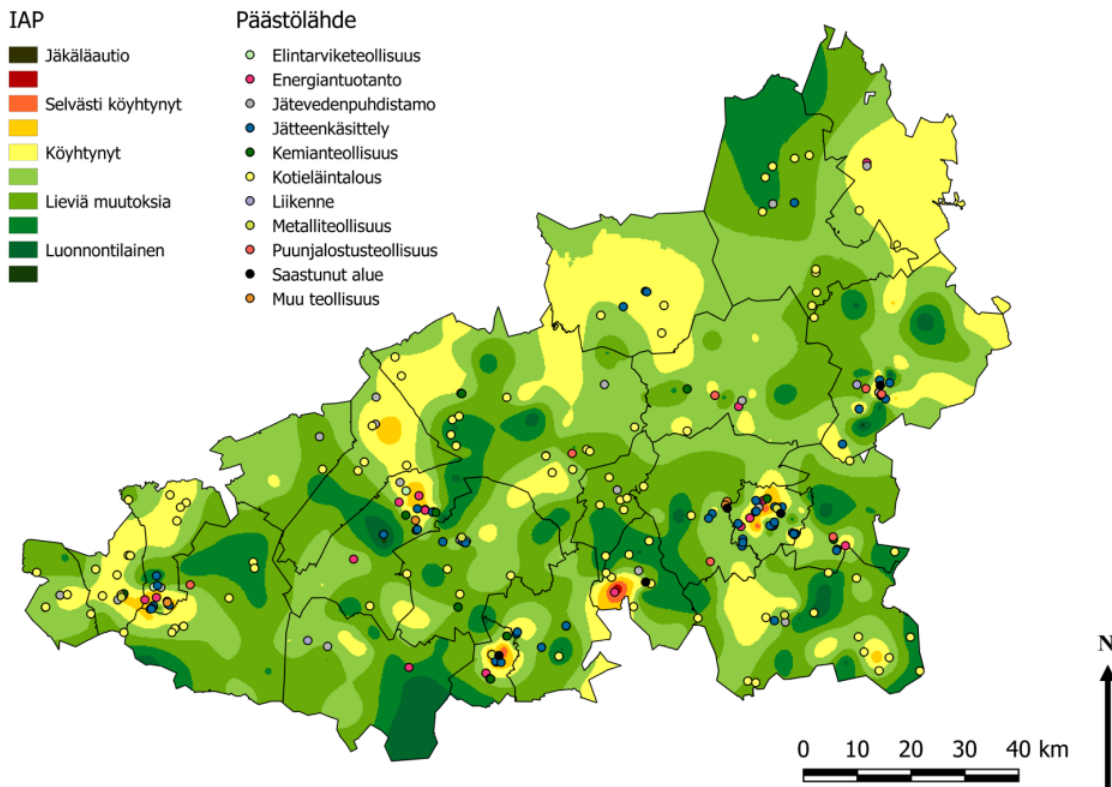 IAP
Jäkäläautio
Selvästi köyhtynyt
Köyhtynyt
Lieviä muutoksia
Luonnontilainen
Päästölähde
Elintarviketeollisuus
Energiantuotanto
Jätevedenpuhdistamo
Jätteenkäsittely
Kemianteollisuus
Kotieläintalous
Liikenne
Metalliteollisuus
Puunjalostusteollisuus
Saastunut alue
Muu teollisuus
N
0 10 20 30 40 km